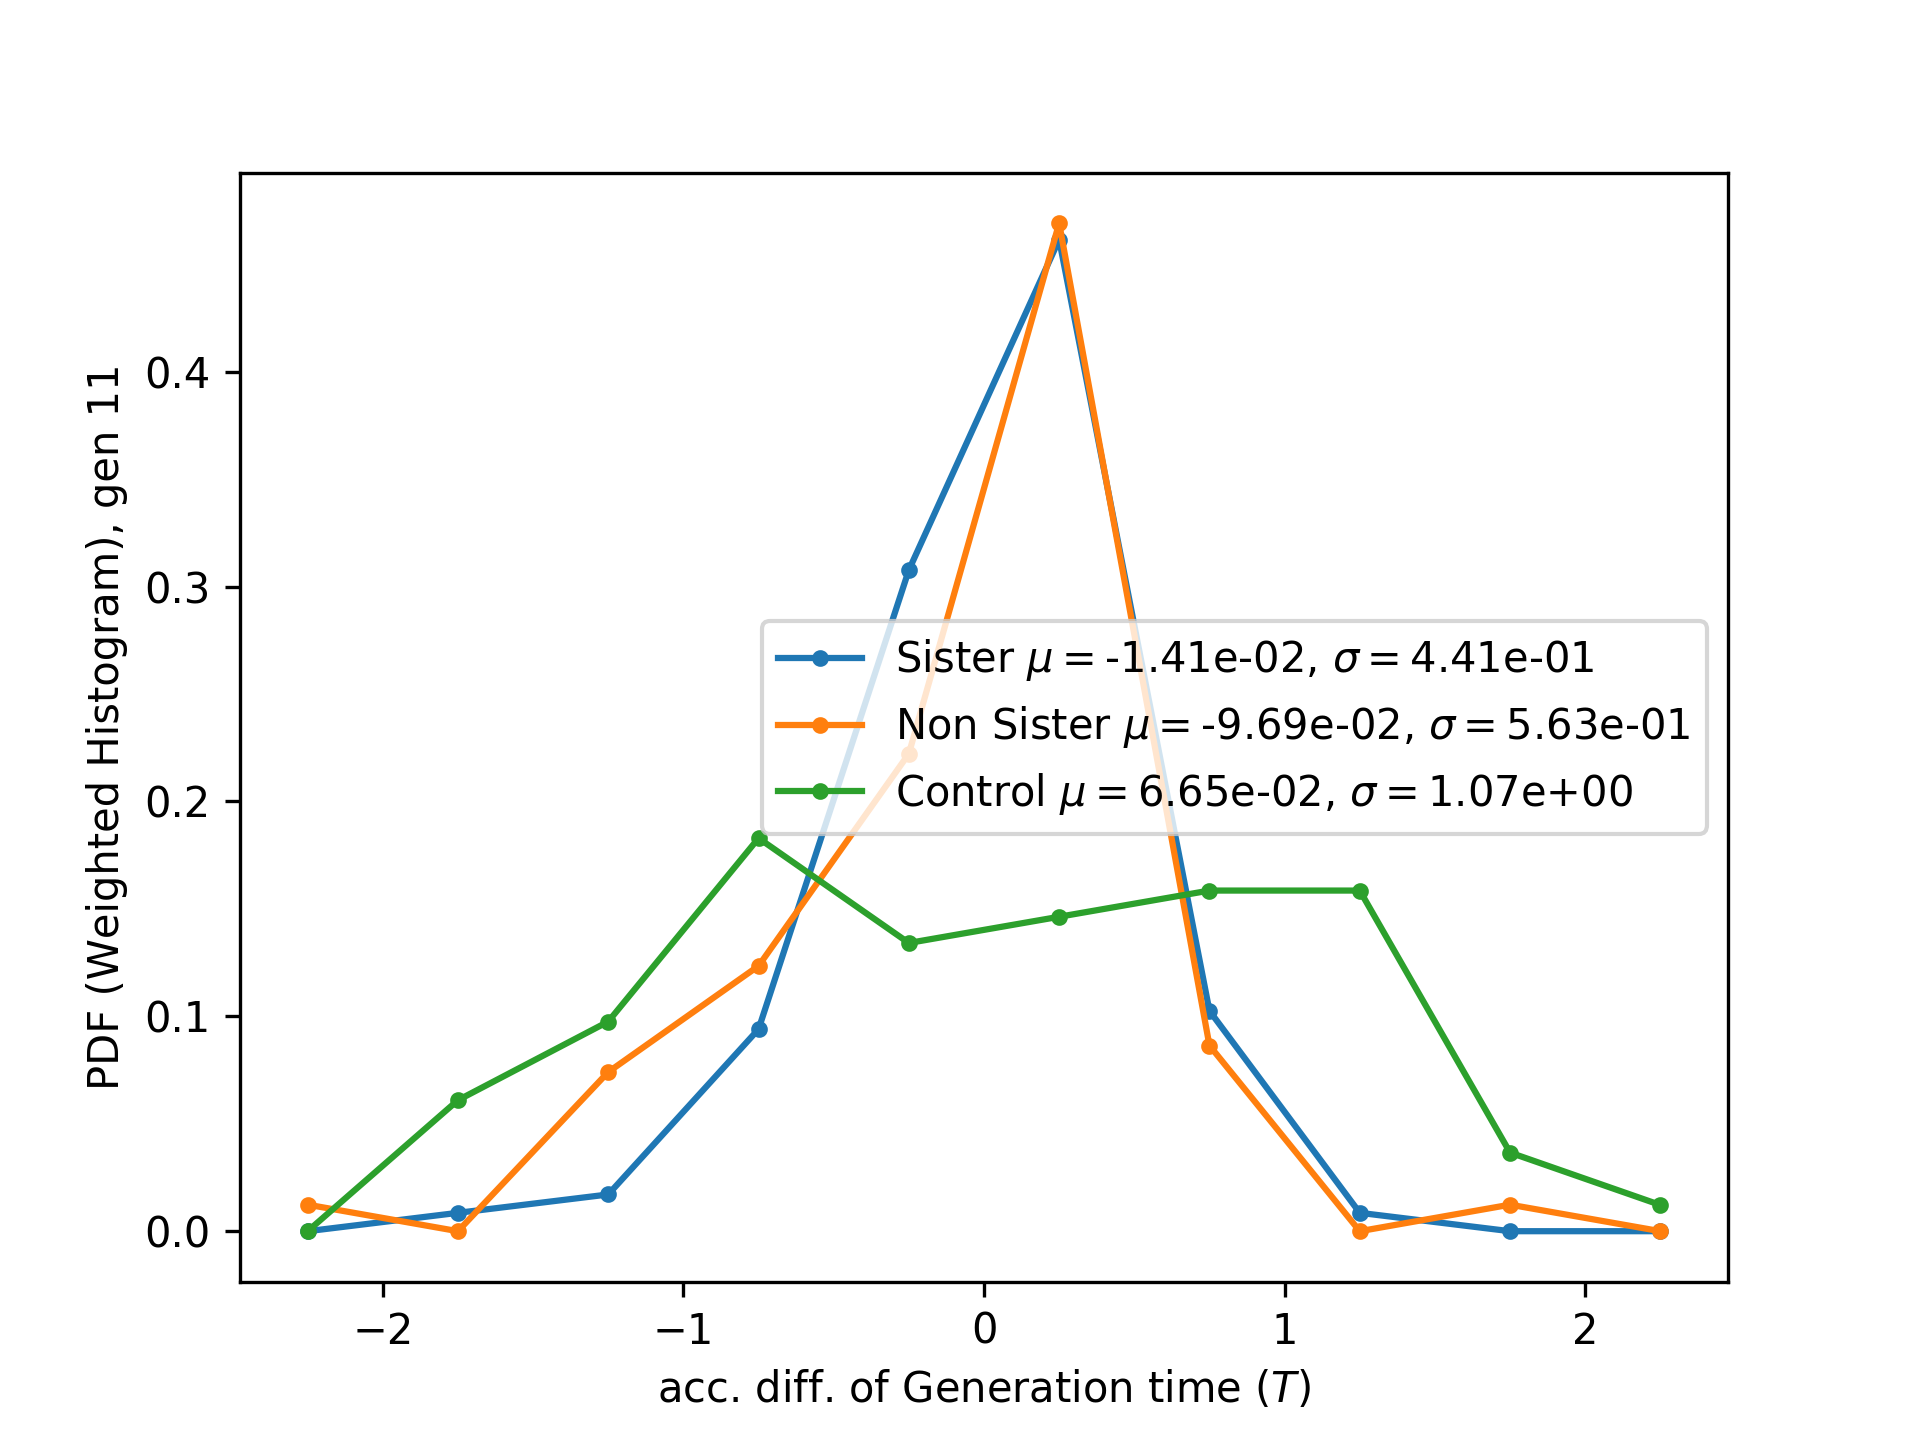 PDF (Weighted Histogram), gen 11
0.4
0.3
0.2
0.1
0.0
Sister μ = -1.41e-02, σ = 4.41e-01
Non Sister μ = -9.69e-02, σ = 5.63e-01
Control μ = 6.65e-02, σ = 1.07e+00
−2 −1 0 1 2
acc. diff. of Generation time (T)